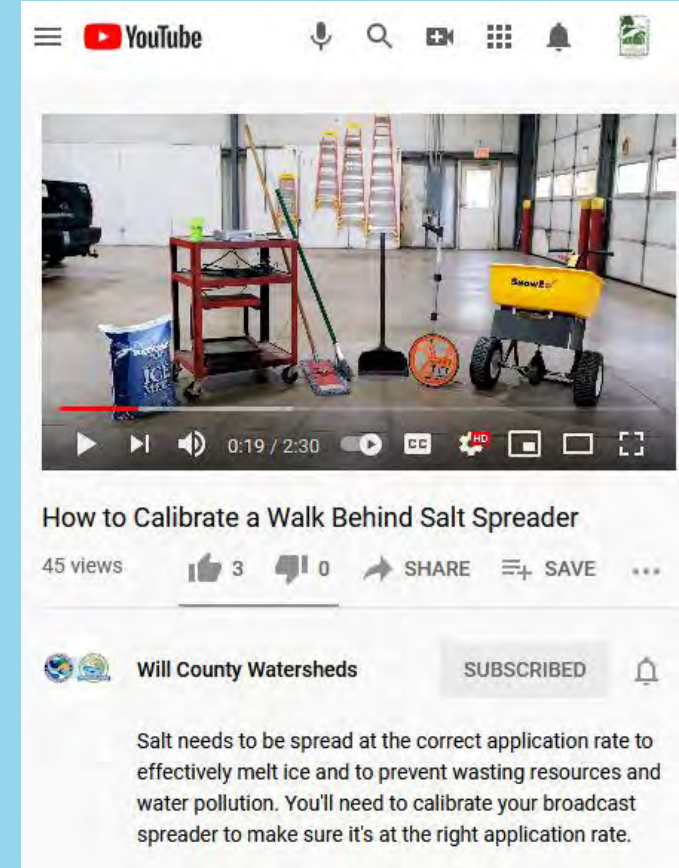 YouTube
SnowEx
ICE
MELT
0:19 / 2:30
CC
HD
How to Calibrate a Walk Behind Salt Spreader
45 views
3
0
SHARE
SAVE
Will County Watersheds
SUBSCRIBED
Salt needs to be spread at the correct application rate to
effectively melt ice and to prevent wasting resources and
water pollution. You'll need to calibrate your broadcast
spreader to make sure it's at the right application rate.